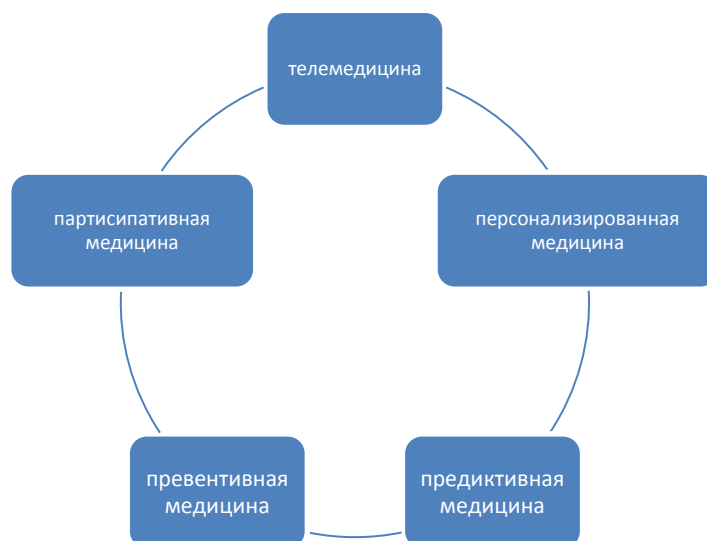 телемедицина
партисипативная
медицина
персонализированная
медицина
превентивная
медицина
предиктивная
медицина